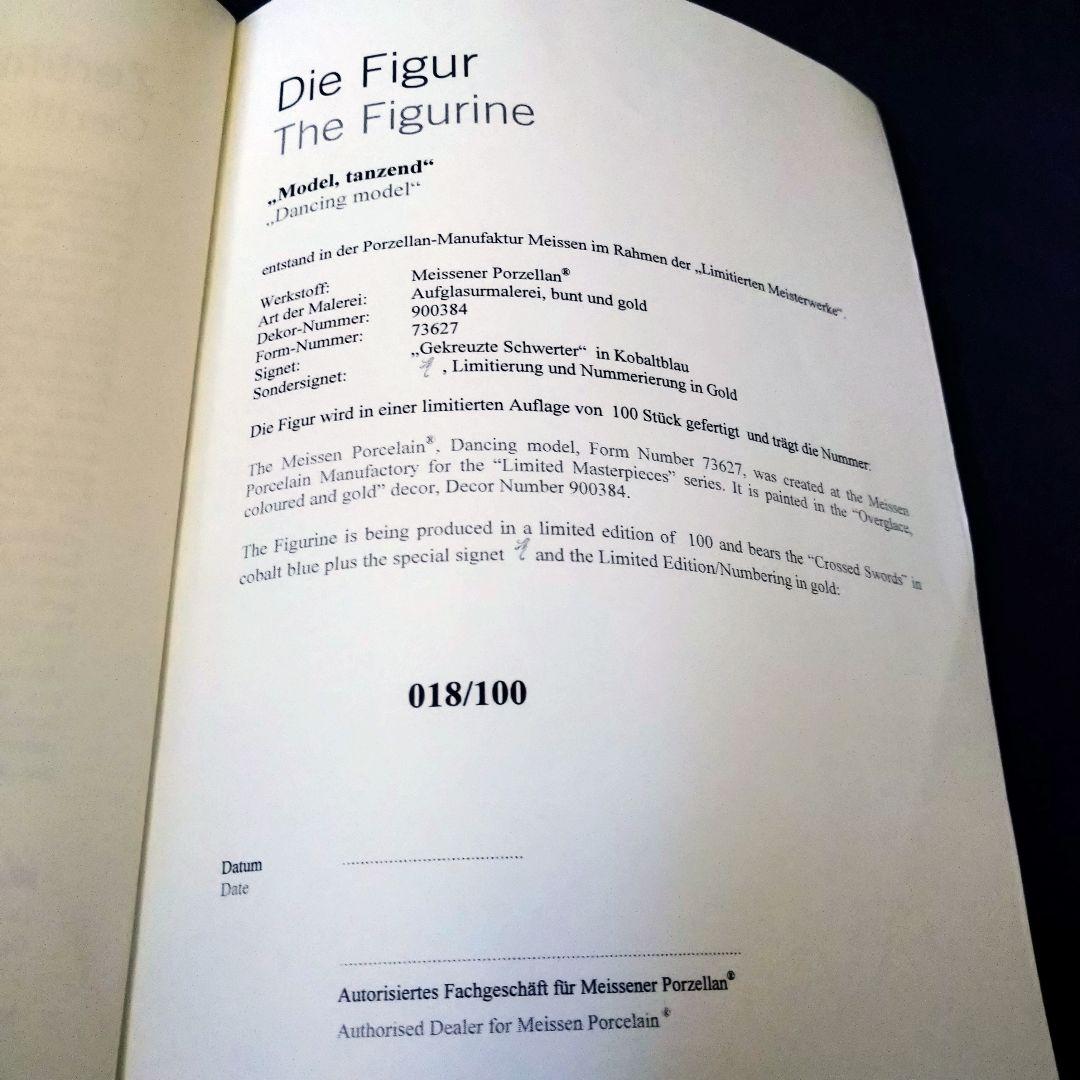 Die Figur
The Figurine
„Model, tanzend“
„Dancing model“
entstand in der Porzellan-Manufaktur Meissen im Rahmen der „Limitierten Meisterwerke“.
Werkstoff: Meissener Porzellan®
Art der Malerei: Aufglasurmalerei, bunt und gold
Dekor-Nummer: 900384
Form-Nummer: 73627
Signet: „Gekreuzte Schwerter“ in Kobaltblau
Sondersignet: , Limitierung und Nummerierung in Gold
Die Figur wird in einer limitierten Auflage von 100 Stück gefertigt und trägt die Nummer:
The Meissen Porcelain®, Dancing model, Form Number 73627, was created at the Meissen
Porcelain Manufactory for the “Limited Masterpieces” series. It is painted in the “Overglace,
coloured and gold” decor, Decor Number 900384.
The Figurine is being produced in a limited edition of 100 and bears the “Crossed Swords” in
cobalt blue plus the special signet and the Limited Edition/Numbering in gold:
018/100
Datum
Date
Autorisiertes Fachgeschäft für Meissener Porzellan®
Authorised Dealer for Meissen Porcelain®